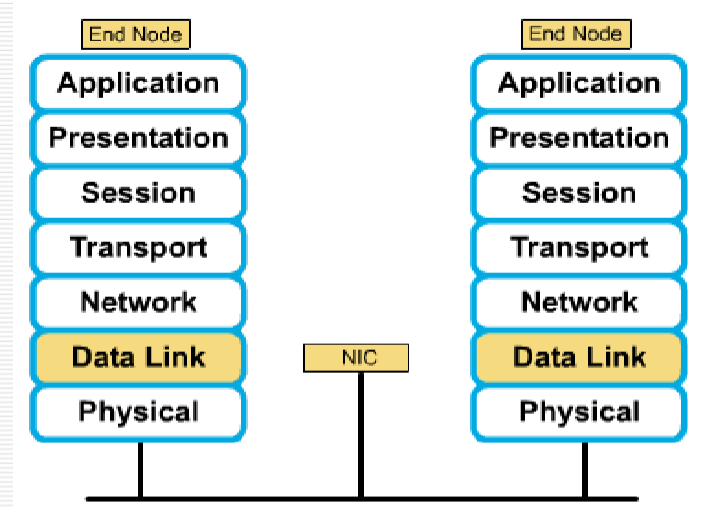 End Node
Application
Presentation
Session
Transport
Network
Data Link
Physical
NIC
End Node
Application
Presentation
Session
Transport
Network
Data Link
Physical